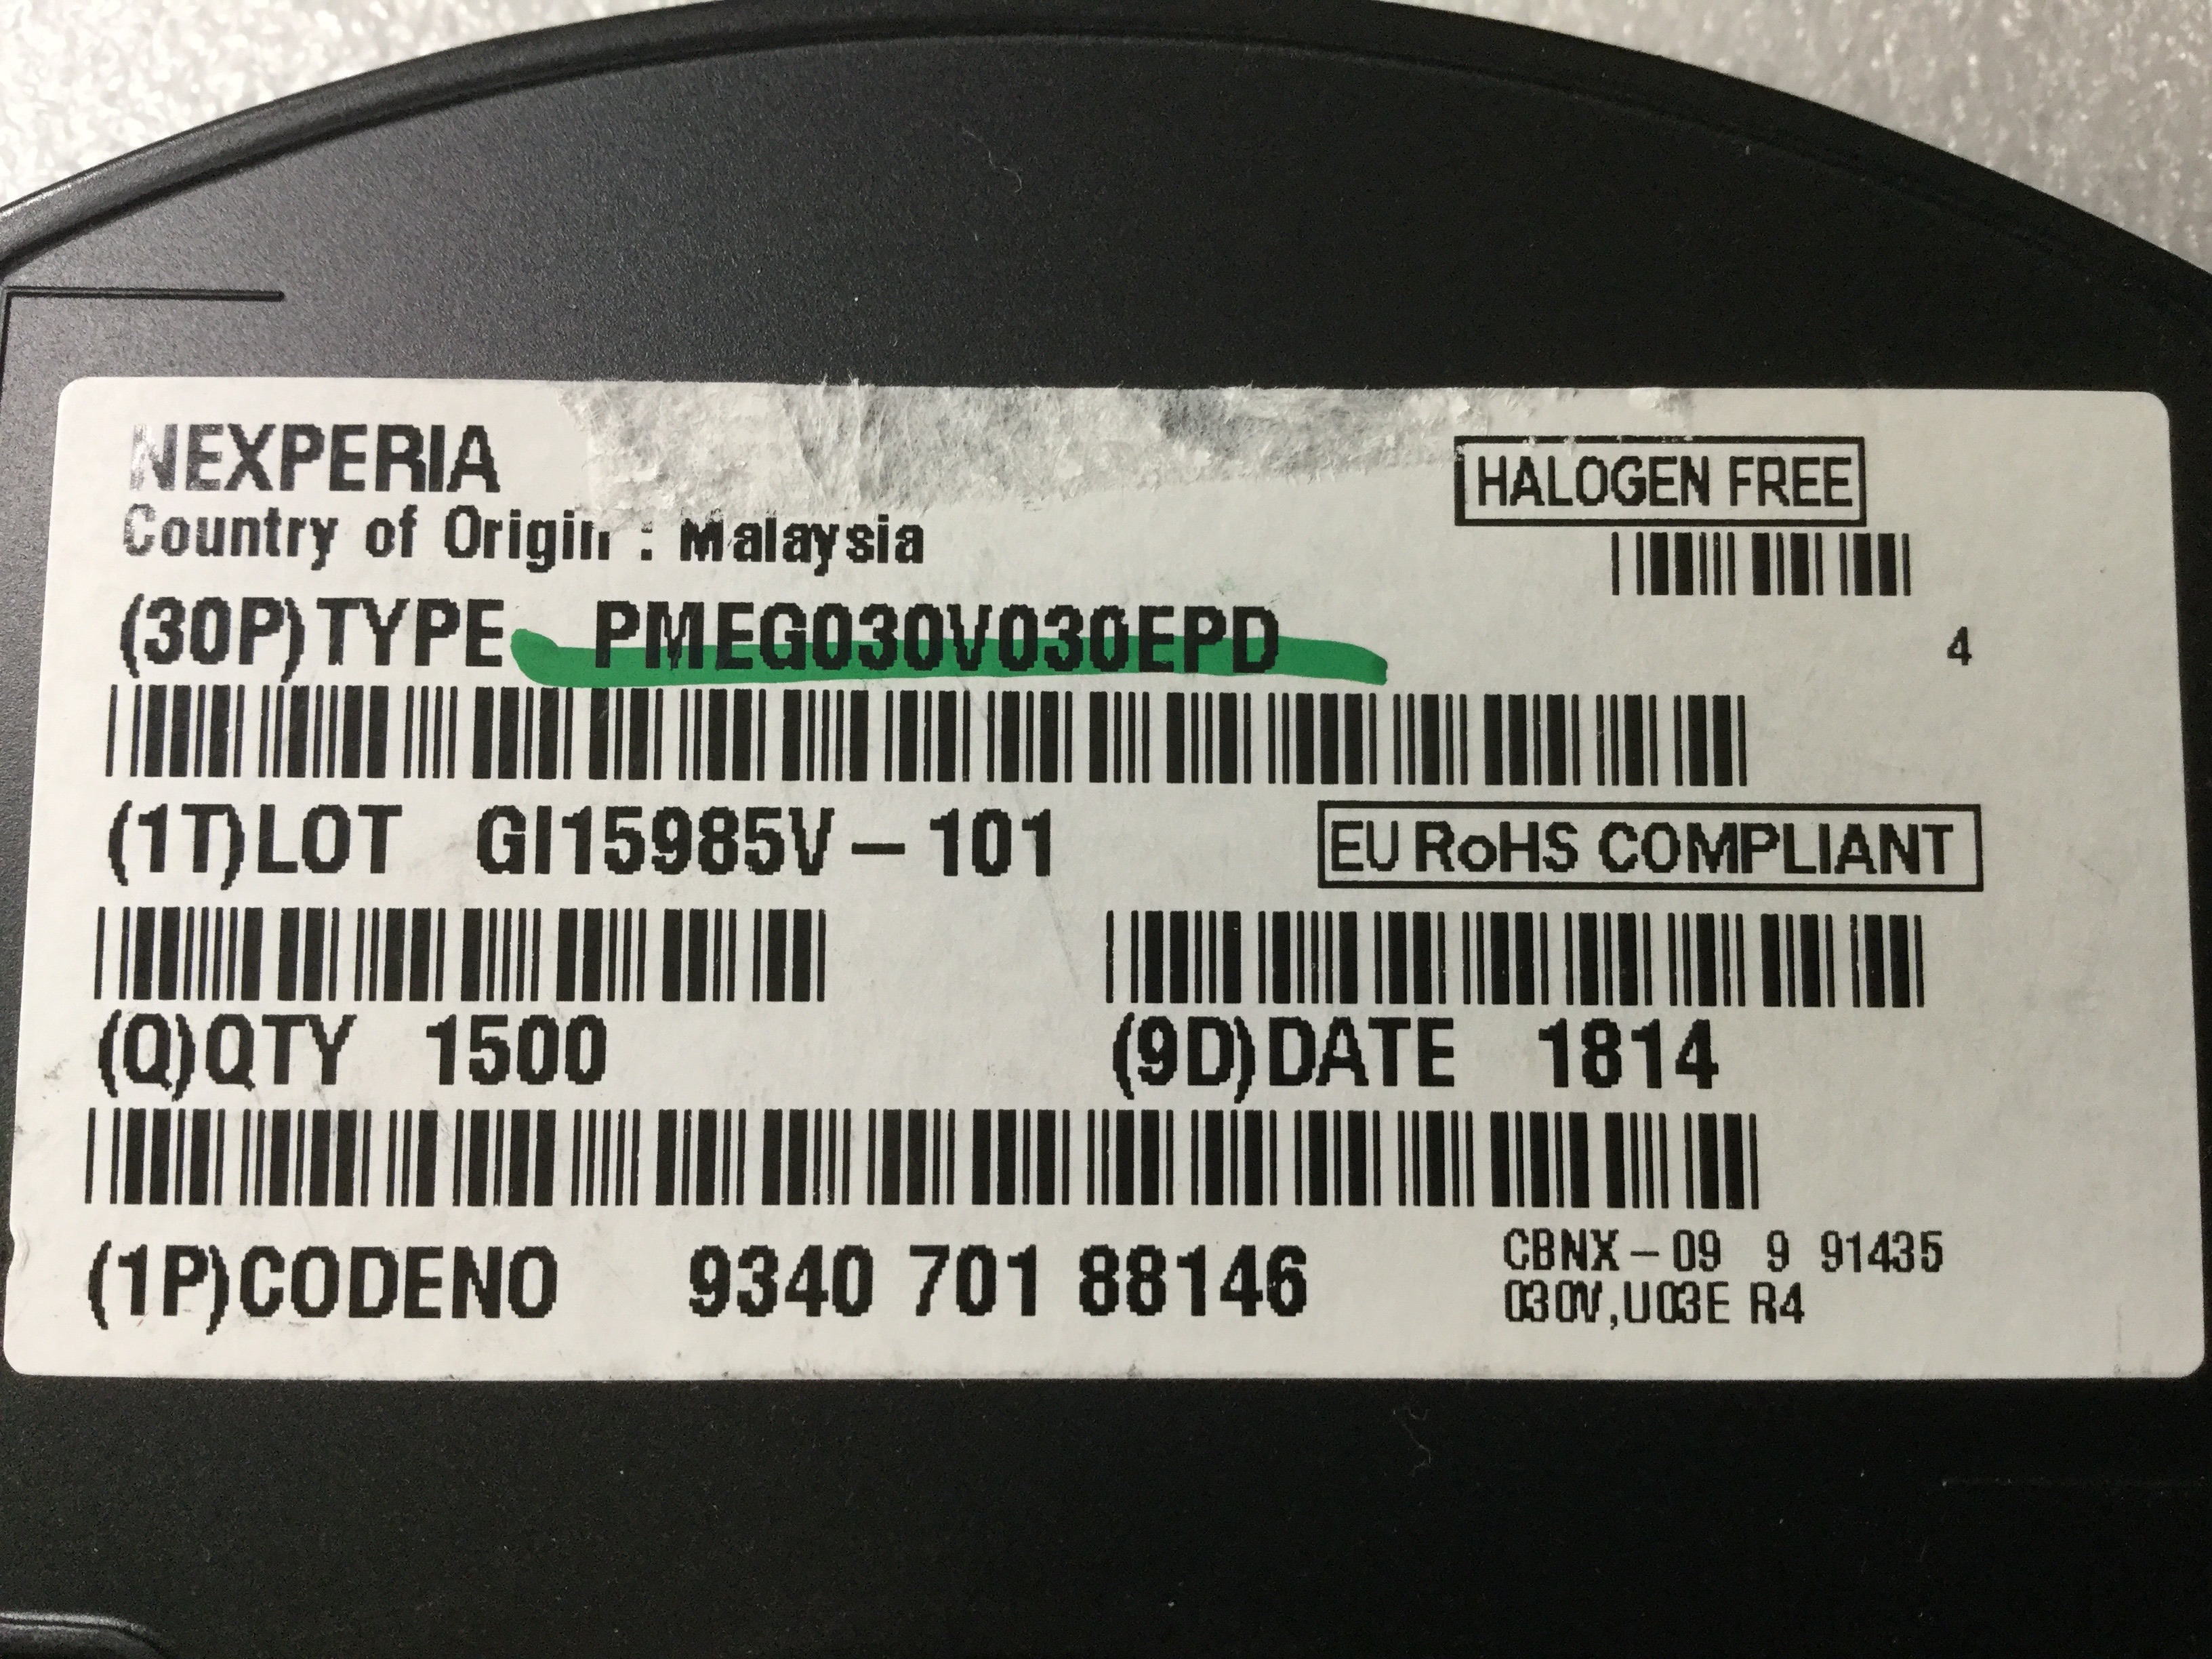 NEXPERIA
HALOGEN FREE
Country of Origin : Malaysia
(30P)TYPE PMEG030V030EPD
4
(1T)LOT GI15985V-101
EU RoHS COMPLIANT
(Q)QTY 1500
(9D)DATE 1814
(1P)CODENO 9340 701 88146
CBNX-09 9 91435
030V,U03E R4